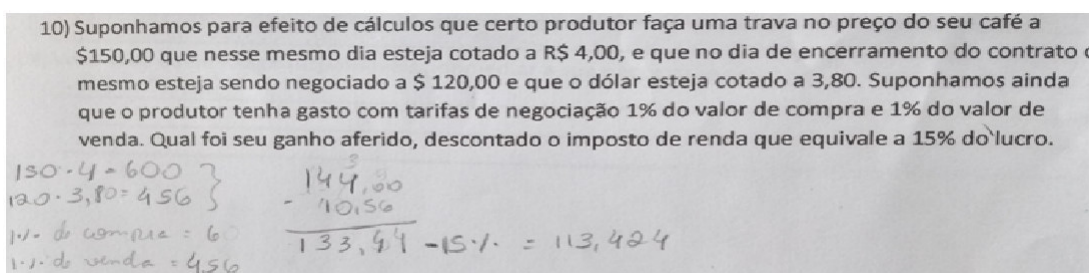 10) Suponhamos para efeito de cálculos que certo produtor faça uma trava no preço do seu café a
$150,00 que nesse mesmo dia esteja cotado a R$ 4,00, e que no dia de encerramento do contrato o
mesmo esteja sendo negociado a $ 120,00 e que o dólar esteja cotado a 3,80. Suponhamos ainda
que o produtor tenha gasto com tarifas de negociação 1% do valor de compra e 1% do valor de
venda. Qual foi seu ganho aferido, descontado o imposto de renda que equivale a 15% do lucro.
150 . 4 = 600 }
120 . 3,80 = 456 }
1.%. de compra : 60
1.%. de venda = 456
144,00
- 10,56
133,44 - 15.%. = 113,424